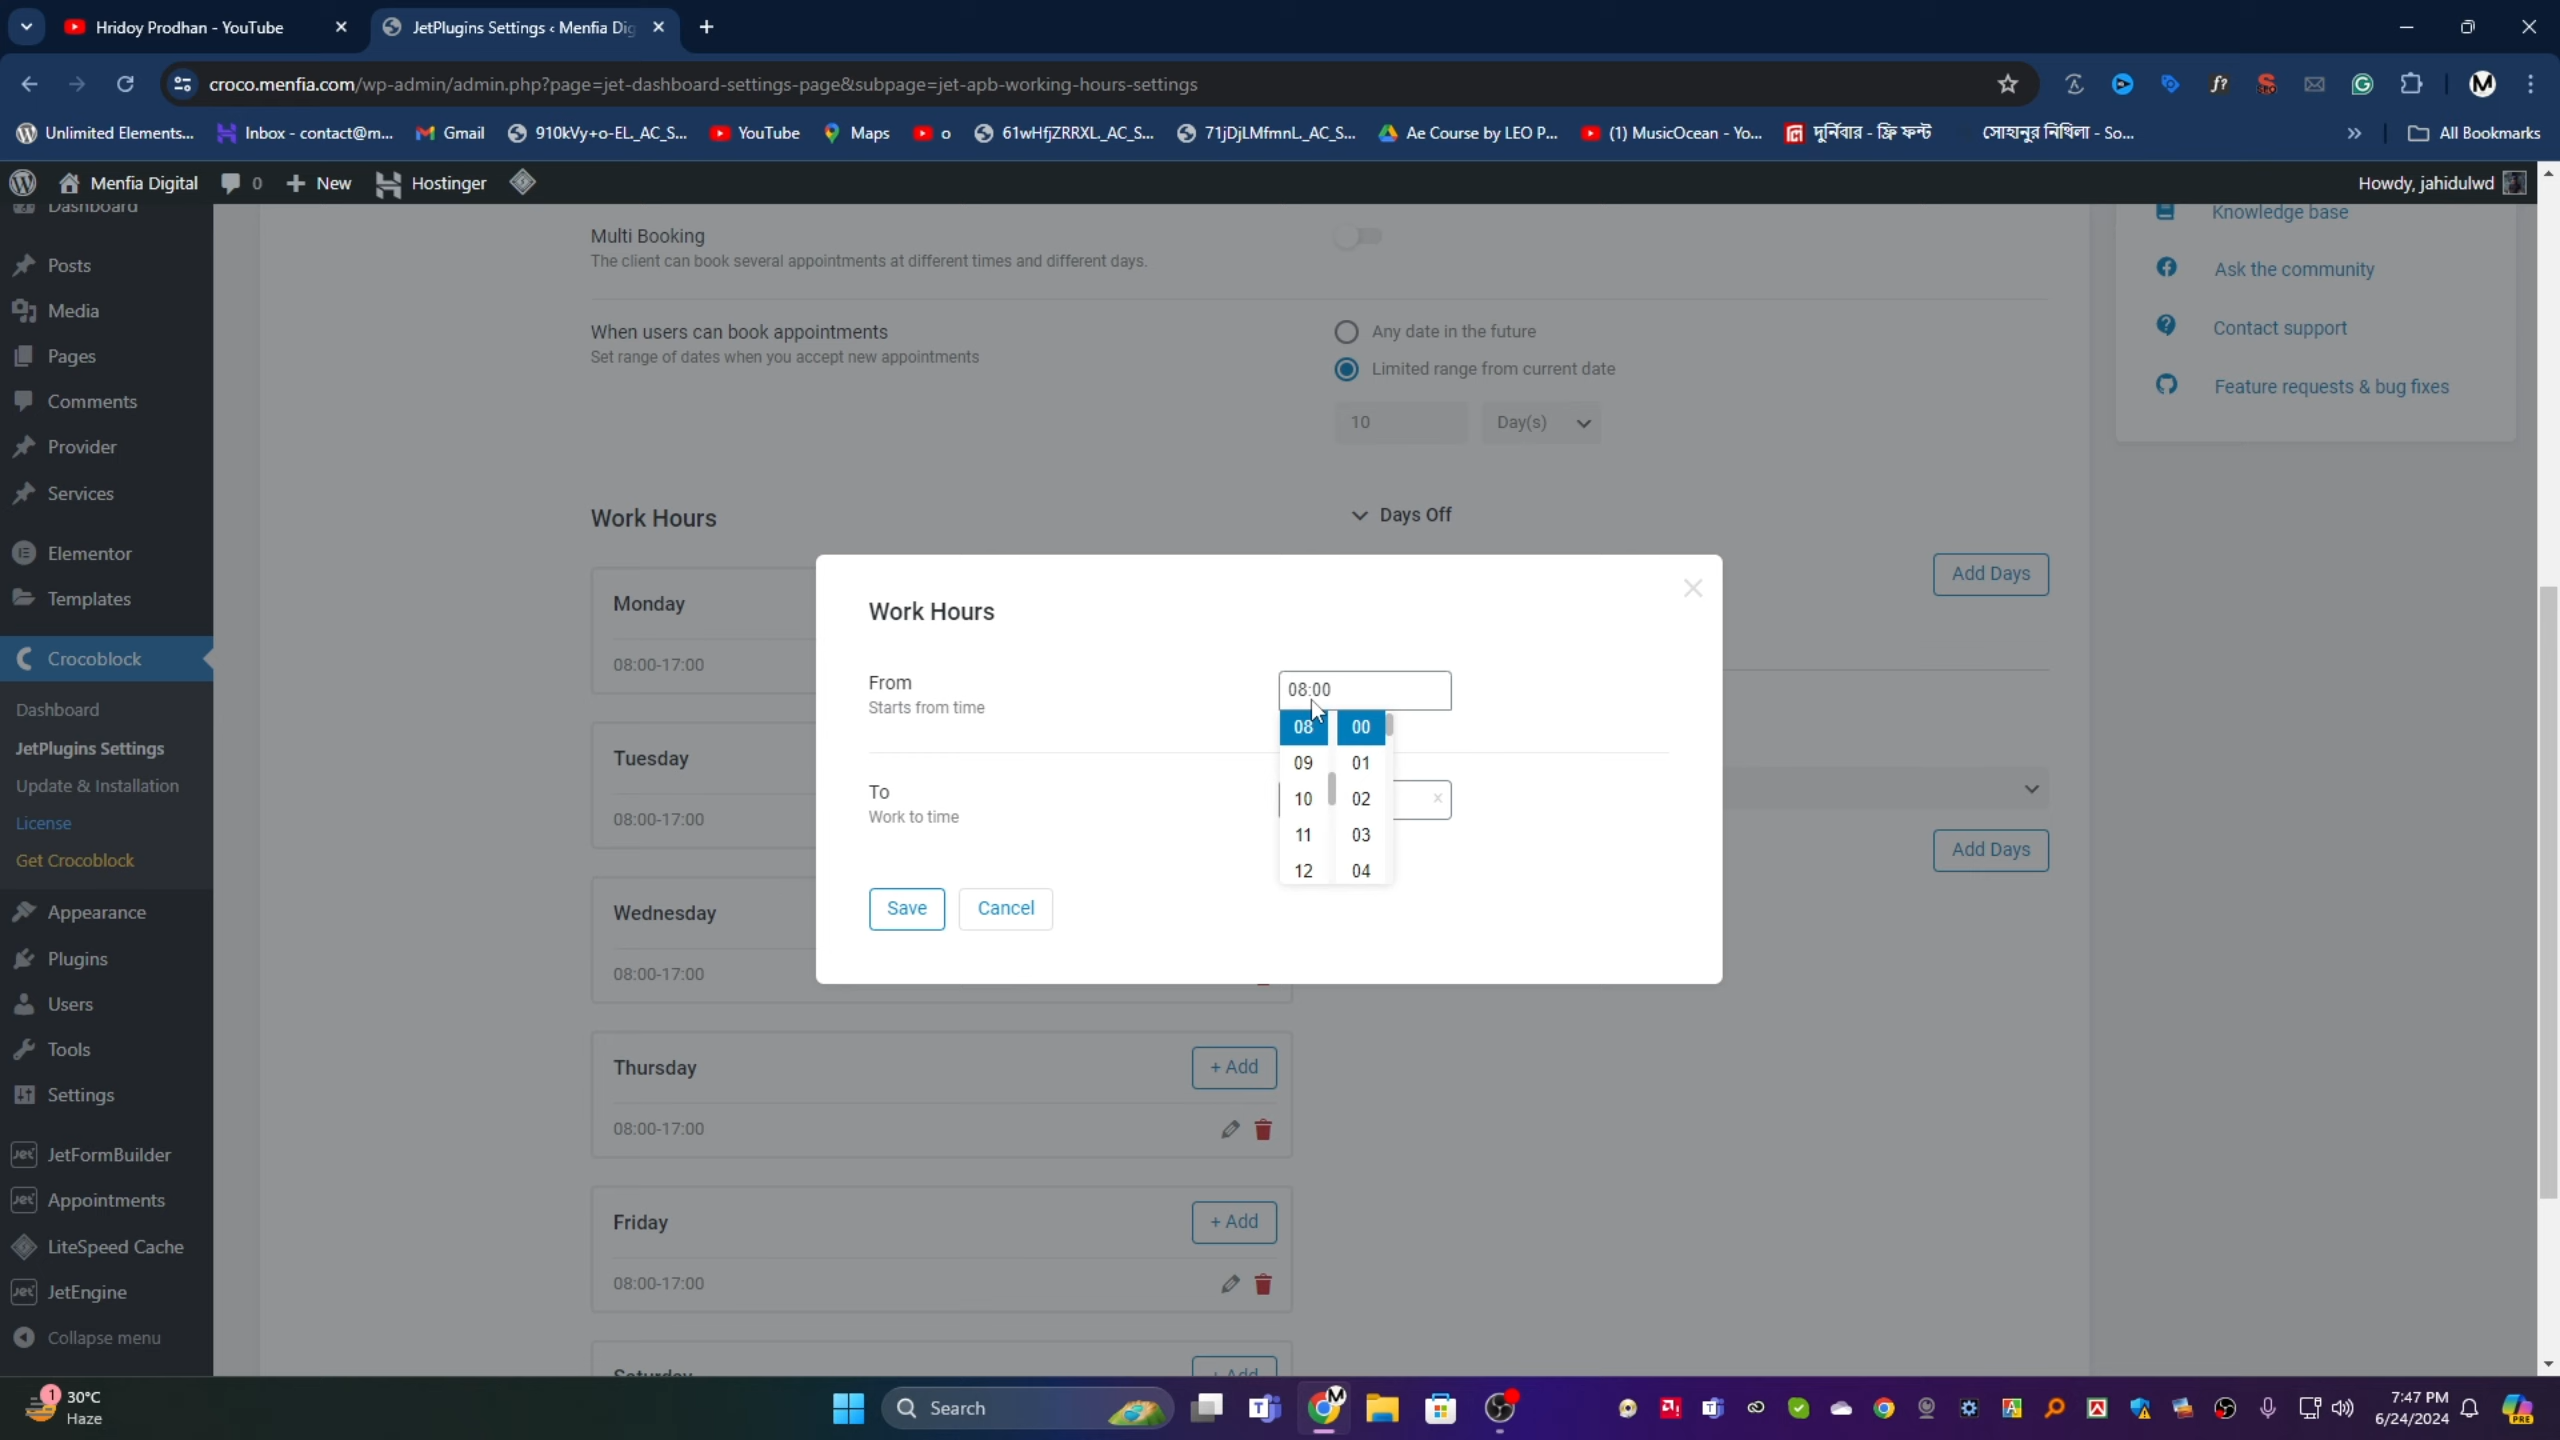 Hridoy Prodhan - YouTube
JetPlugins Settings ‹ Menfia Dig
croco.menfia.com/wp-admin/admin.php?page=jet-dashboard-settings-page&subpage=jet-apb-working-hours-settings
Unlimited Elements...
Inbox - contact@m...
Gmail
910kVy+o-EL._AC_S...
YouTube
Maps
o
61wHfjZRRXL._AC_S...
71jDjLMfmnL._AC_S...
Ae Course by LEO P...
(1) MusicOcean - Yo...
দুর্নিবার - ফ্রি ফন্ট
সোহানুর নিথিলা - So...
All Bookmarks
Menfia Digital
0
New
Hostinger
Howdy, jahidulwd
Dashboard
Posts
Media
Pages
Comments
Provider
Services
Elementor
Templates
Crocoblock
Dashboard
JetPlugins Settings
Update & Installation
License
Get Crocoblock
Appearance
Plugins
Users
Tools
Settings
JetFormBuilder
Appointments
LiteSpeed Cache
JetEngine
Collapse menu
Multi Booking
The client can book several appointments at different times and different days.
When users can book appointments
Set range of dates when you accept new appointments
Any date in the future
Limited range from current date
10
Day(s)
Work Hours
Days Off
Add Days
Monday
08:00-17:00
Tuesday
08:00-17:00
Wednesday
08:00-17:00
Thursday
+ Add
08:00-17:00
Friday
+ Add
08:00-17:00
Saturday
+ Add
Add Days
Work Hours
From
Starts from time
08:00
08 00
09 01
10 02
11 03
12 04
To
Work to time
Save
Cancel
Knowledge base
Ask the community
Contact support
Feature requests & bug fixes
1
30°C
Haze
Search
7:47 PM
6/24/2024